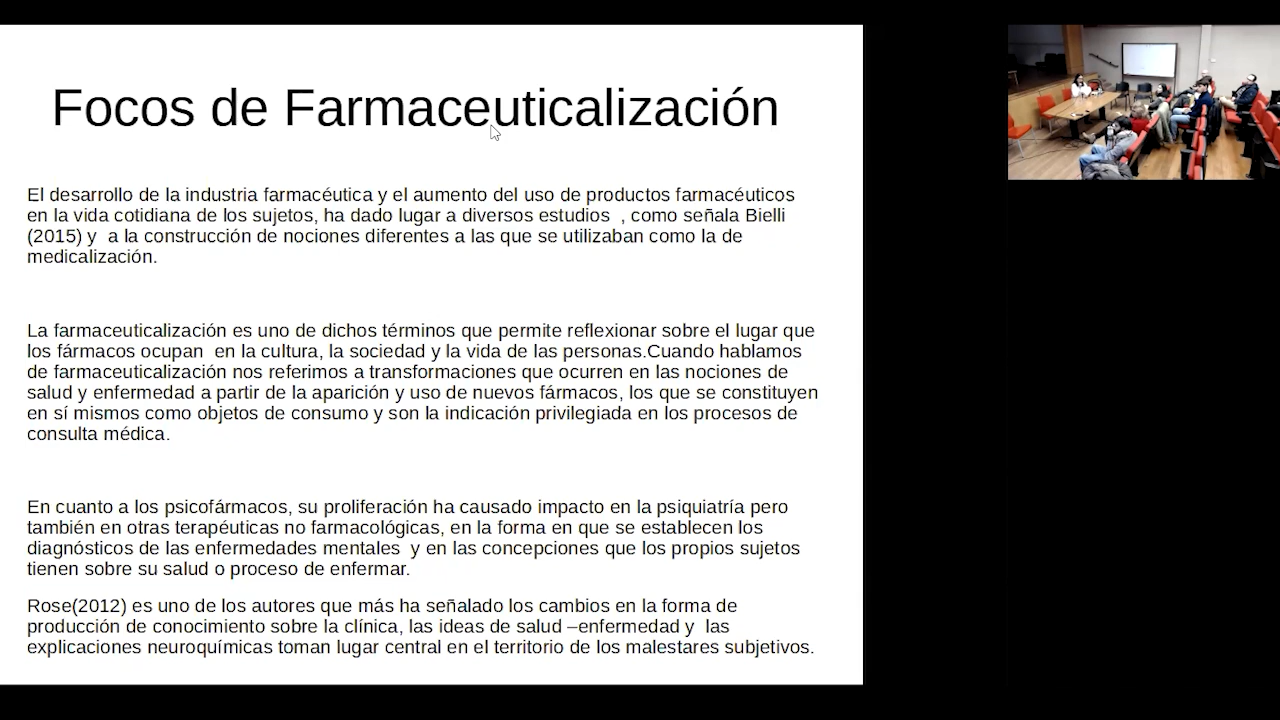 Focos de Farmaceuticalización
El desarrollo de la industria farmacéutica y el aumento del uso de productos farmacéuticos
en la vida cotidiana de los sujetos, ha dado lugar a diversos estudios  , como señala Bielli
(2015) y  a la construcción de nociones diferentes a las que se utilizaban como la de
medicalización.
La farmaceuticalización es uno de dichos términos que permite reflexionar sobre el lugar que
los fármacos ocupan  en la cultura, la sociedad y la vida de las personas.Cuando hablamos
de farmaceuticalización nos referimos a transformaciones que ocurren en las nociones de
salud y enfermedad a partir de la aparición y uso de nuevos fármacos, los que se constituyen
en sí mismos como objetos de consumo y son la indicación privilegiada en los procesos de
consulta médica.
En cuanto a los psicofármacos, su proliferación ha causado impacto en la psiquiatría pero
también en otras terapéuticas no farmacológicas, en la forma en que se establecen los
diagnósticos de las enfermedades mentales  y en las concepciones que los propios sujetos
tienen sobre su salud o proceso de enfermar.
Rose(2012) es uno de los autores que más ha señalado los cambios en la forma de
producción de conocimiento sobre la clínica, las ideas de salud –enfermedad y  las
explicaciones neuroquímicas toman lugar central en el territorio de los malestares subjetivos.